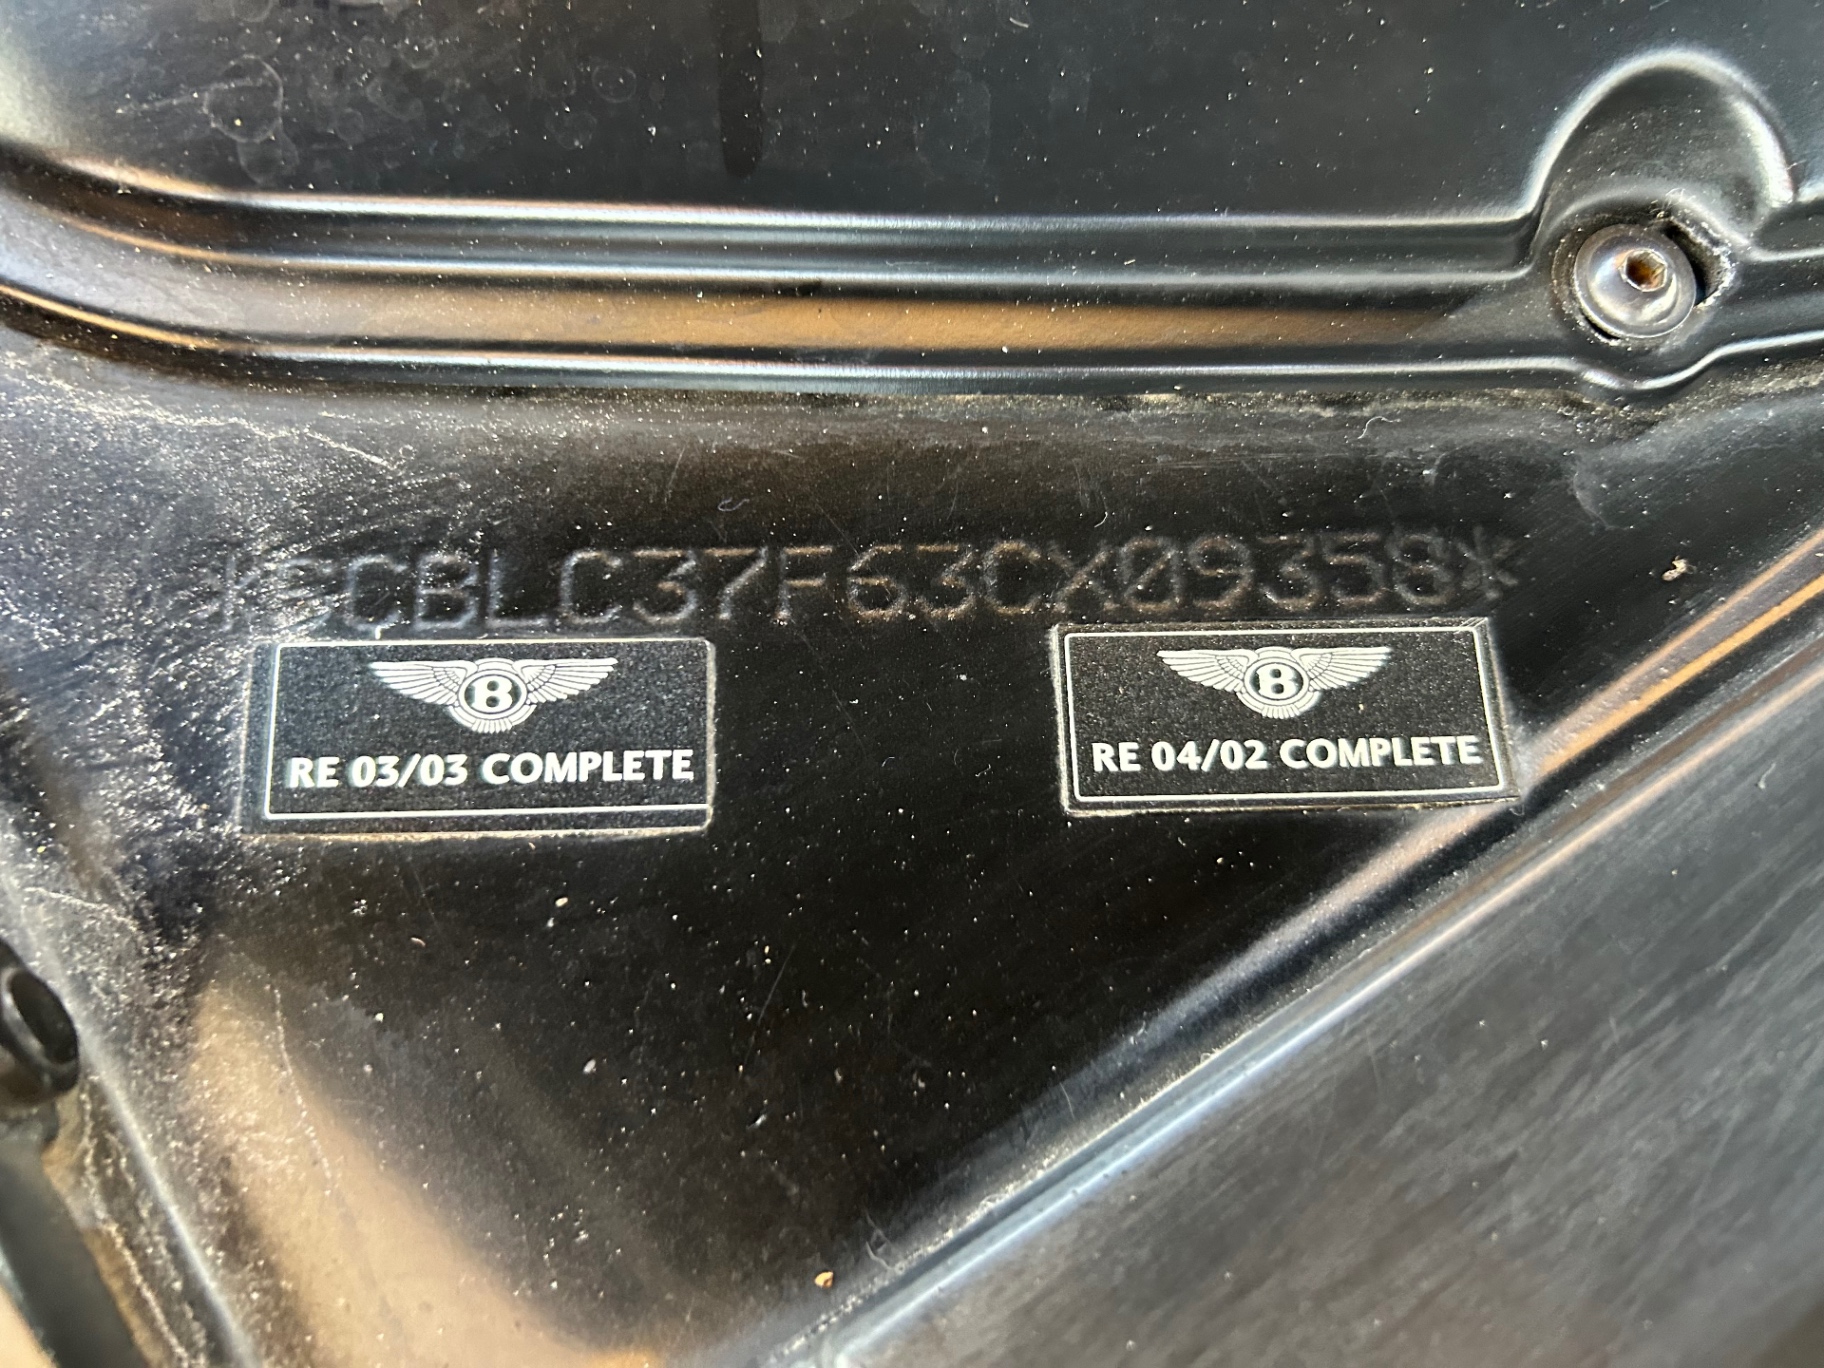 *SCBLC37F63CX09358*
B
RE 03/03 COMPLETE
B
RE 04/02 COMPLETE